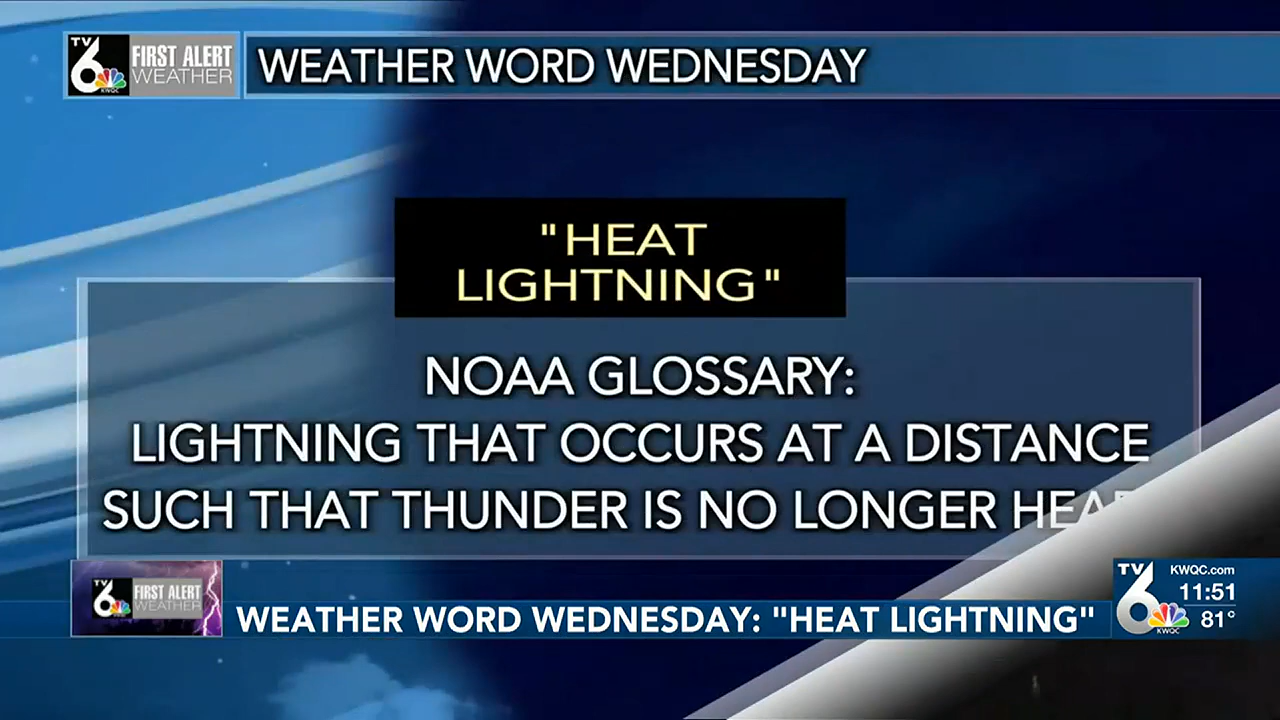 TV 6 FIRST ALERT WEATHER KWQC
WEATHER WORD WEDNESDAY
"HEAT
LIGHTNING"
NOAA GLOSSARY:
LIGHTNING THAT OCCURS AT A DISTANCE
SUCH THAT THUNDER IS NO LONGER
TV 6 FIRST ALERT WEATHER
WEATHER WORD WEDNESDAY: "HEAT LIGHTNING"
TV 6 KWQC
KWQC.com
11:51
81°